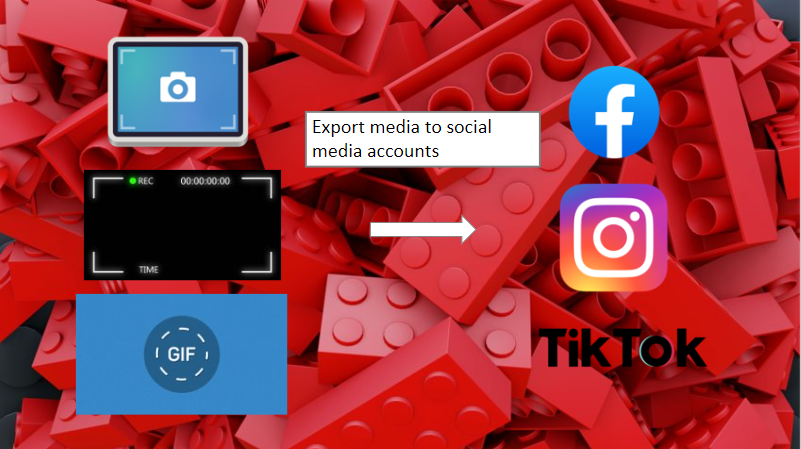 Export media to social
media accounts
REC 00:00:00:00
TIME
GIF
TikTok